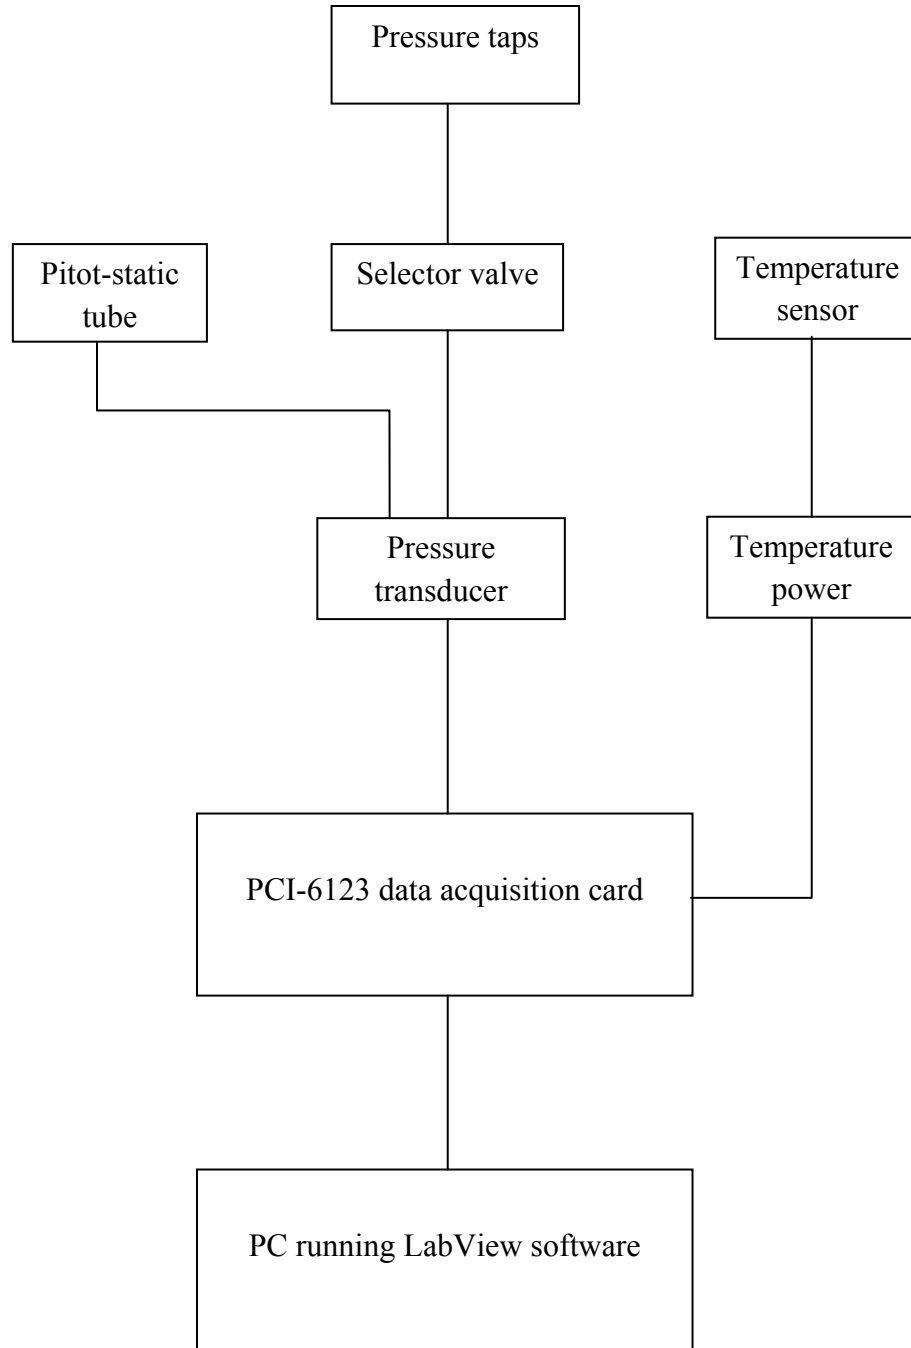 Pressure taps
Pitot-static
tube
Selector valve
Temperature
sensor
Pressure
transducer
Temperature
power
PCI-6123 data acquisition card
PC running LabView software